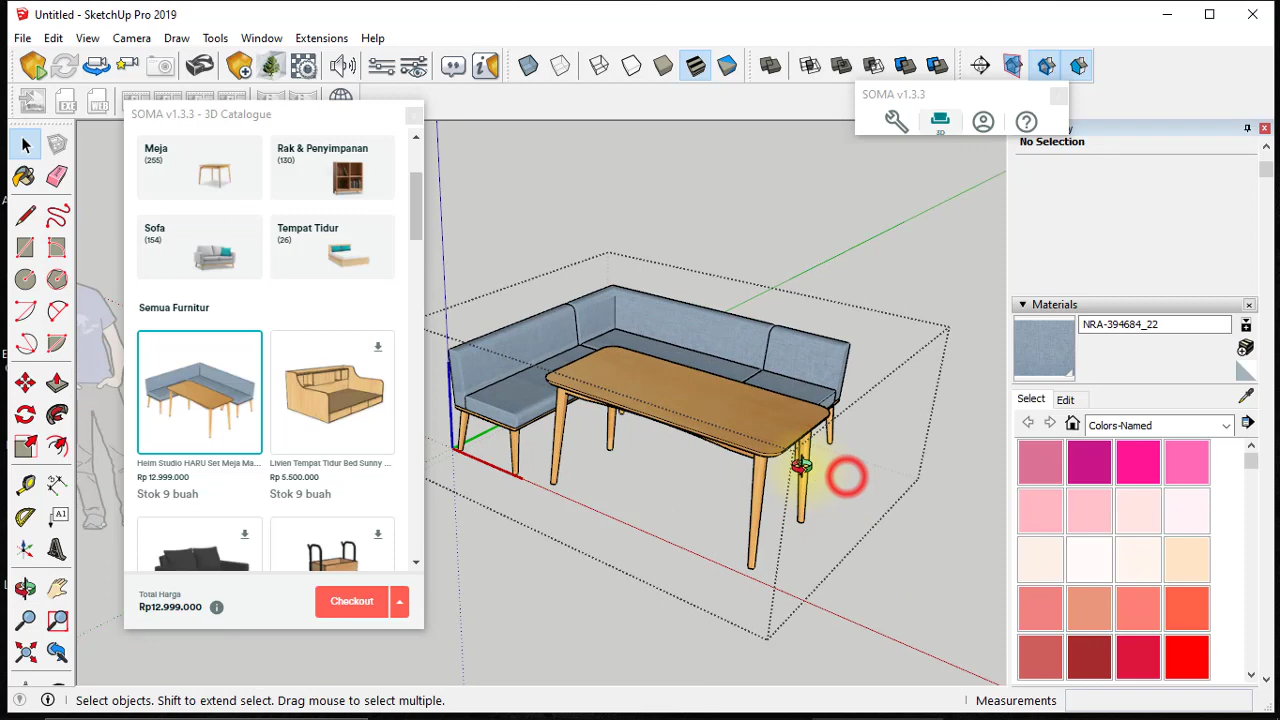 Untitled - SketchUp Pro 2019
File Edit View Camera Draw Tools Window Extensions Help
SOMA v1.3.3
3D
SOMA v1.3.3 - 3D Catalogue
Meja
(255)
Rak & Penyimpanan
(130)
Sofa
(154)
Tempat Tidur
(26)
Semua Furnitur
Heim Studio HARU Set Meja Ma...
Rp 12.999.000
Stok 9 buah
Livien Tempat Tidur Bed Sunny ...
Rp 5.500.000
Stok 9 buah
Total Harga
Rp12.999.000
Checkout
No Selection
Materials
NRA-394684_22
Select Edit
Colors-Named
A1
Select objects. Shift to extend select. Drag mouse to select multiple.
Measurements